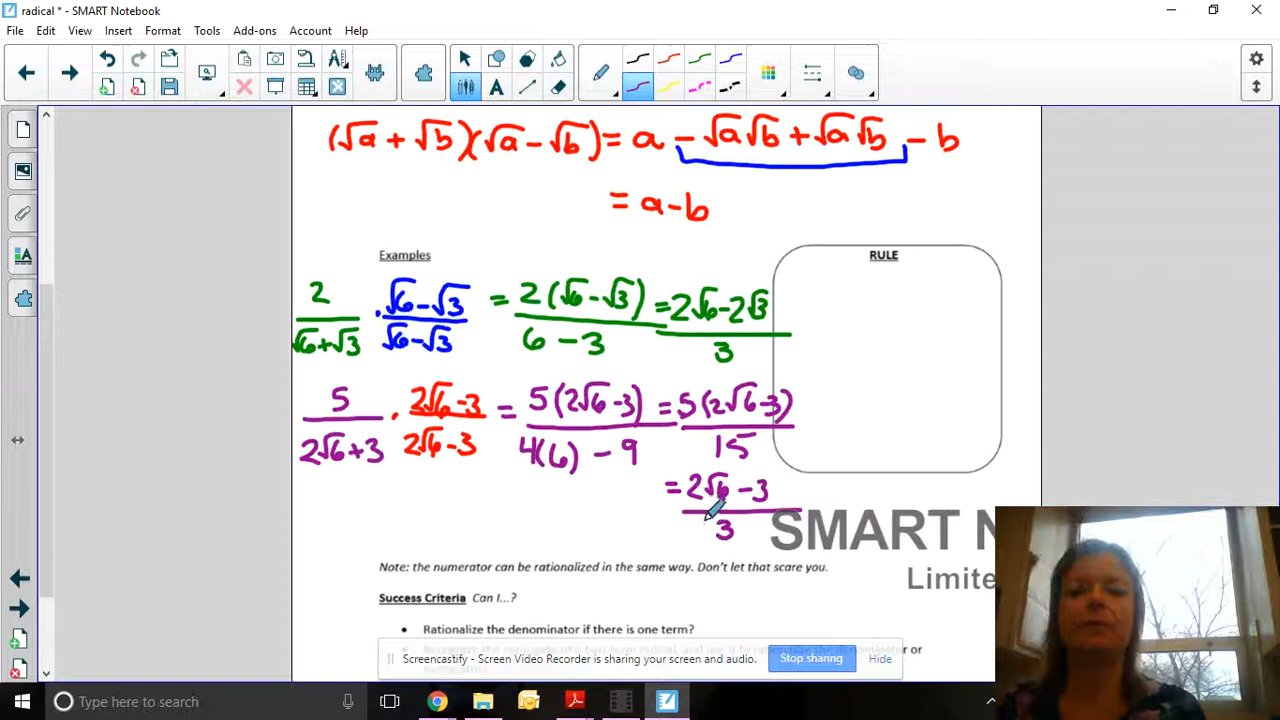 radical * - SMART Notebook
File Edit View Insert Format Tools Add-ons Account Help
(√a + √b)(√a - √b) = a - √a√b + √a√b - b
= a - b
Examples
RULE
2/(√6+√3) · (√6-√3)/(√6-√3) = 2(√6-√3)/(6-3) = (2√6-2√3)/3
5/(2√6+3) · (2√6-3)/(2√6-3) = 5(2√6-3)/(4(6)-9) = 5(2√6-3)/15
= (2√6-3)/3
SMART N
Limite
Note: the numerator can be rationalized in the same way. Don't let that scare you.
Success Criteria Can I...?
• Rationalize the denominator if there is one term?
Screencastify - Screen Video Recorder is sharing your screen and audio. Stop sharing Hide
or
Type here to search